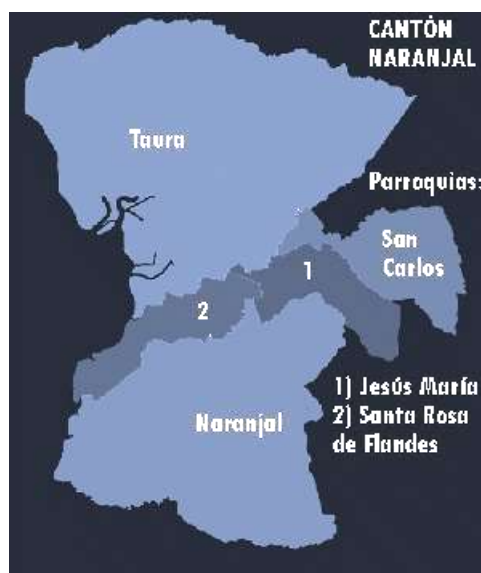 CANTÓN
NARANJAL
Taura
Parroquias:
San
Carlos
1
2
1) Jesús María
2) Santa Rosa
de Flandes
Naranjal